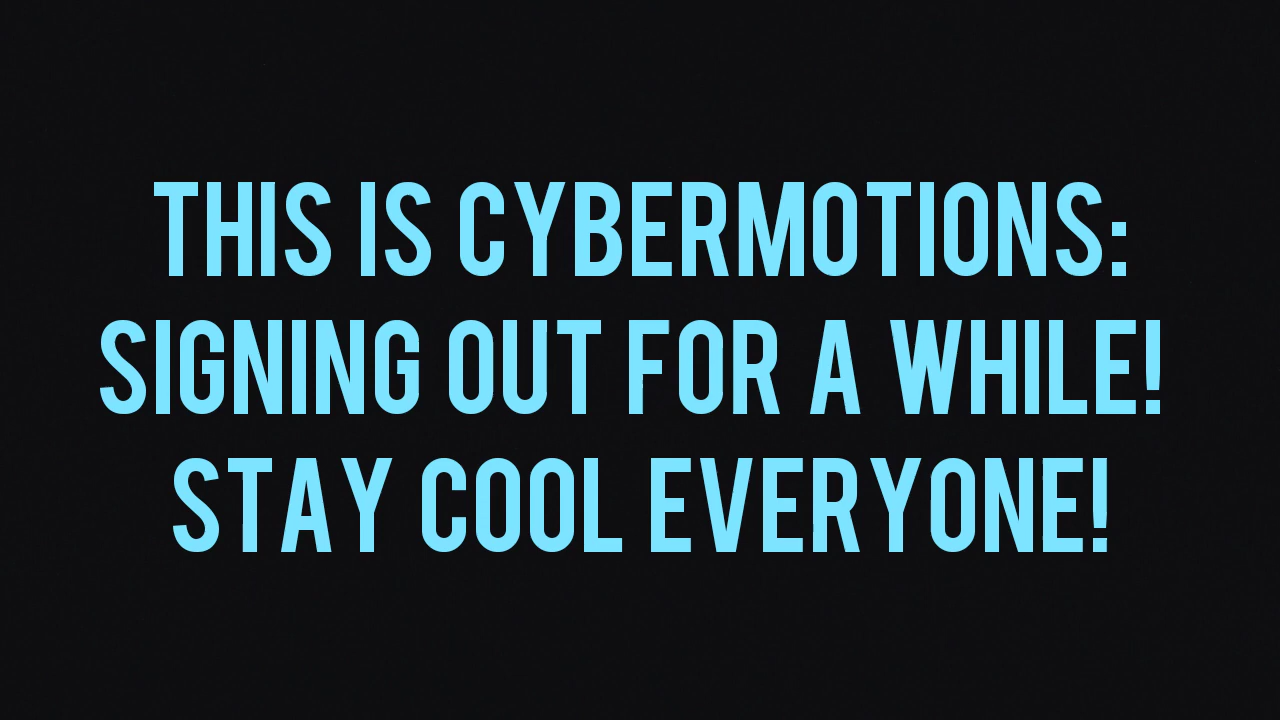 THIS IS CYBERMOTIONS:
SIGNING OUT FOR A WHILE!
STAY COOL EVERYONE!